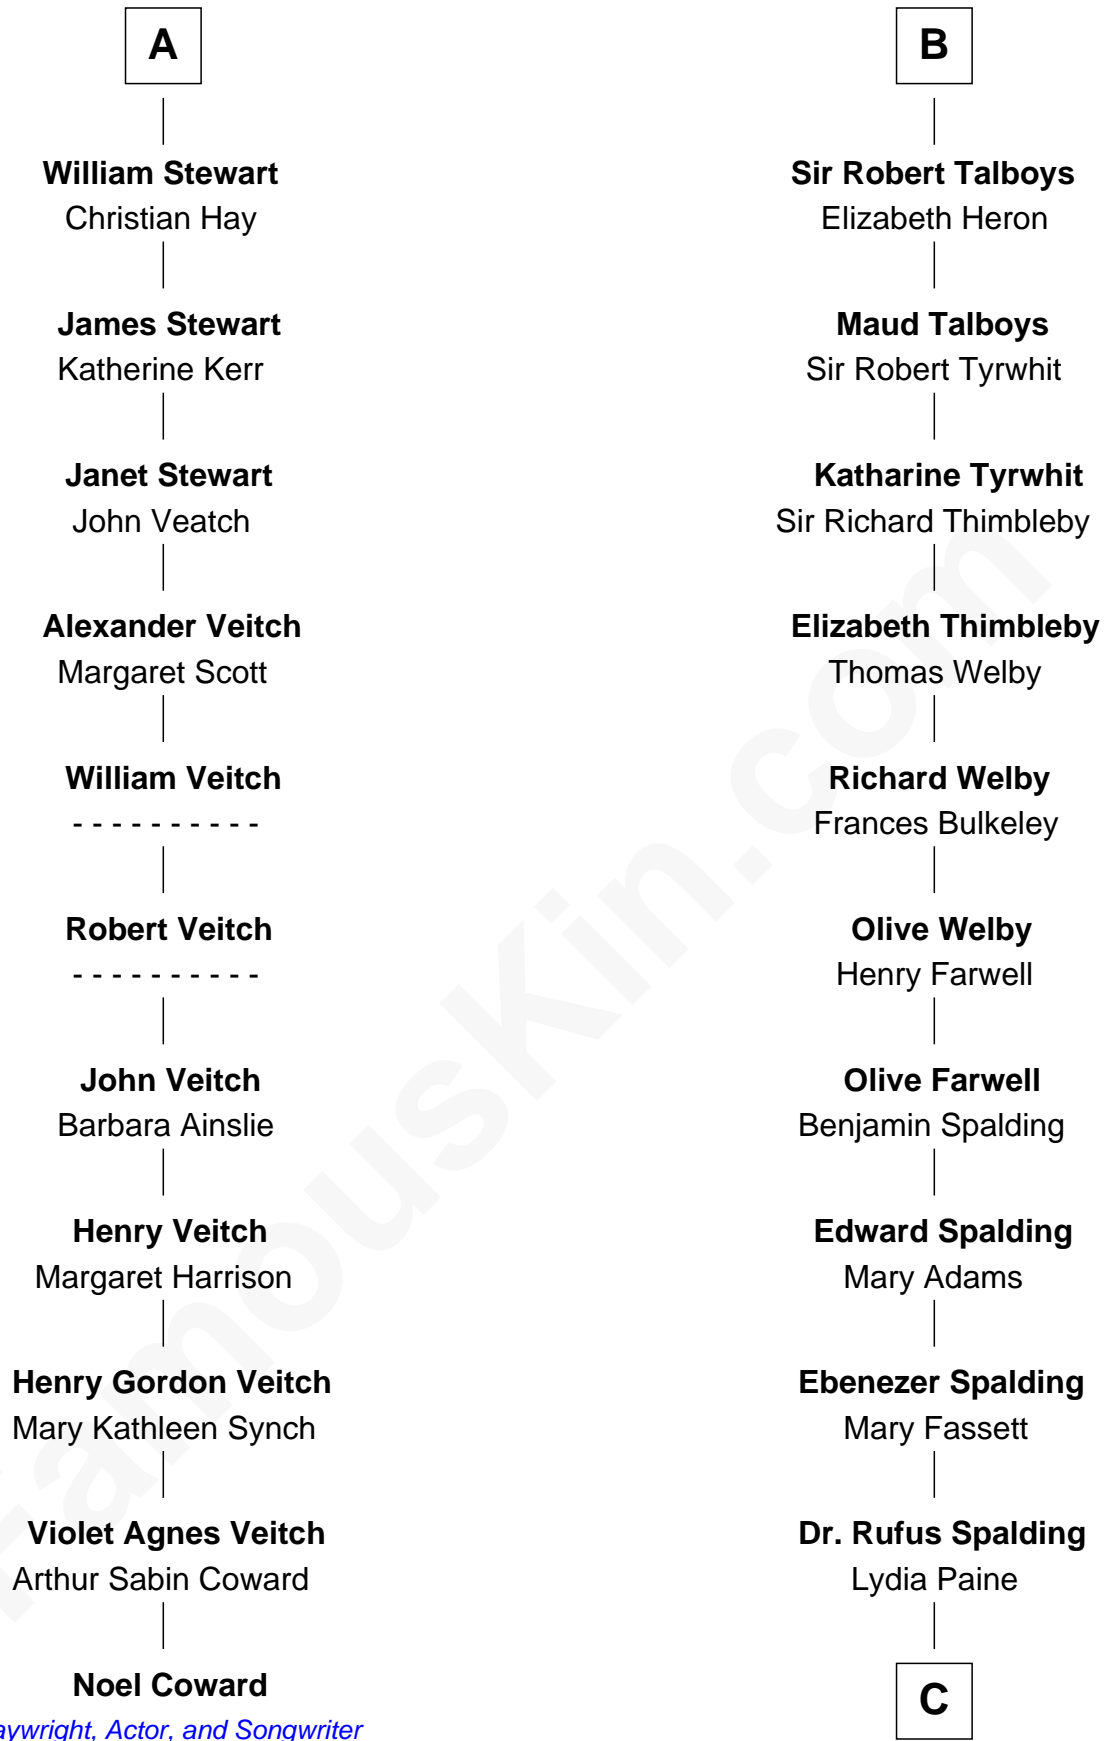 A
William Stewart
Christian Hay
James Stewart
Katherine Kerr
Janet Stewart
John Veatch
Alexander Veitch
Margaret Scott
William Veitch
- - - - - - - - - -
Robert Veitch
- - - - - - - - - -
John Veitch
Barbara Ainslie
Henry Veitch
Margaret Harrison
Henry Gordon Veitch
Mary Kathleen Synch
Violet Agnes Veitch
Arthur Sabin Coward
Noel Coward
aywright, Actor, and Songwriter
B
Sir Robert Talboys
Elizabeth Heron
Maud Talboys
Sir Robert Tyrwhit
Katharine Tyrwhit
Sir Richard Thimbleby
Elizabeth Thimbleby
Thomas Welby
Richard Welby
Frances Bulkeley
Olive Welby
Henry Farwell
Olive Farwell
Benjamin Spalding
Edward Spalding
Mary Adams
Ebenezer Spalding
Mary Fassett
Dr. Rufus Spalding
Lydia Paine
C
FamousKin.com